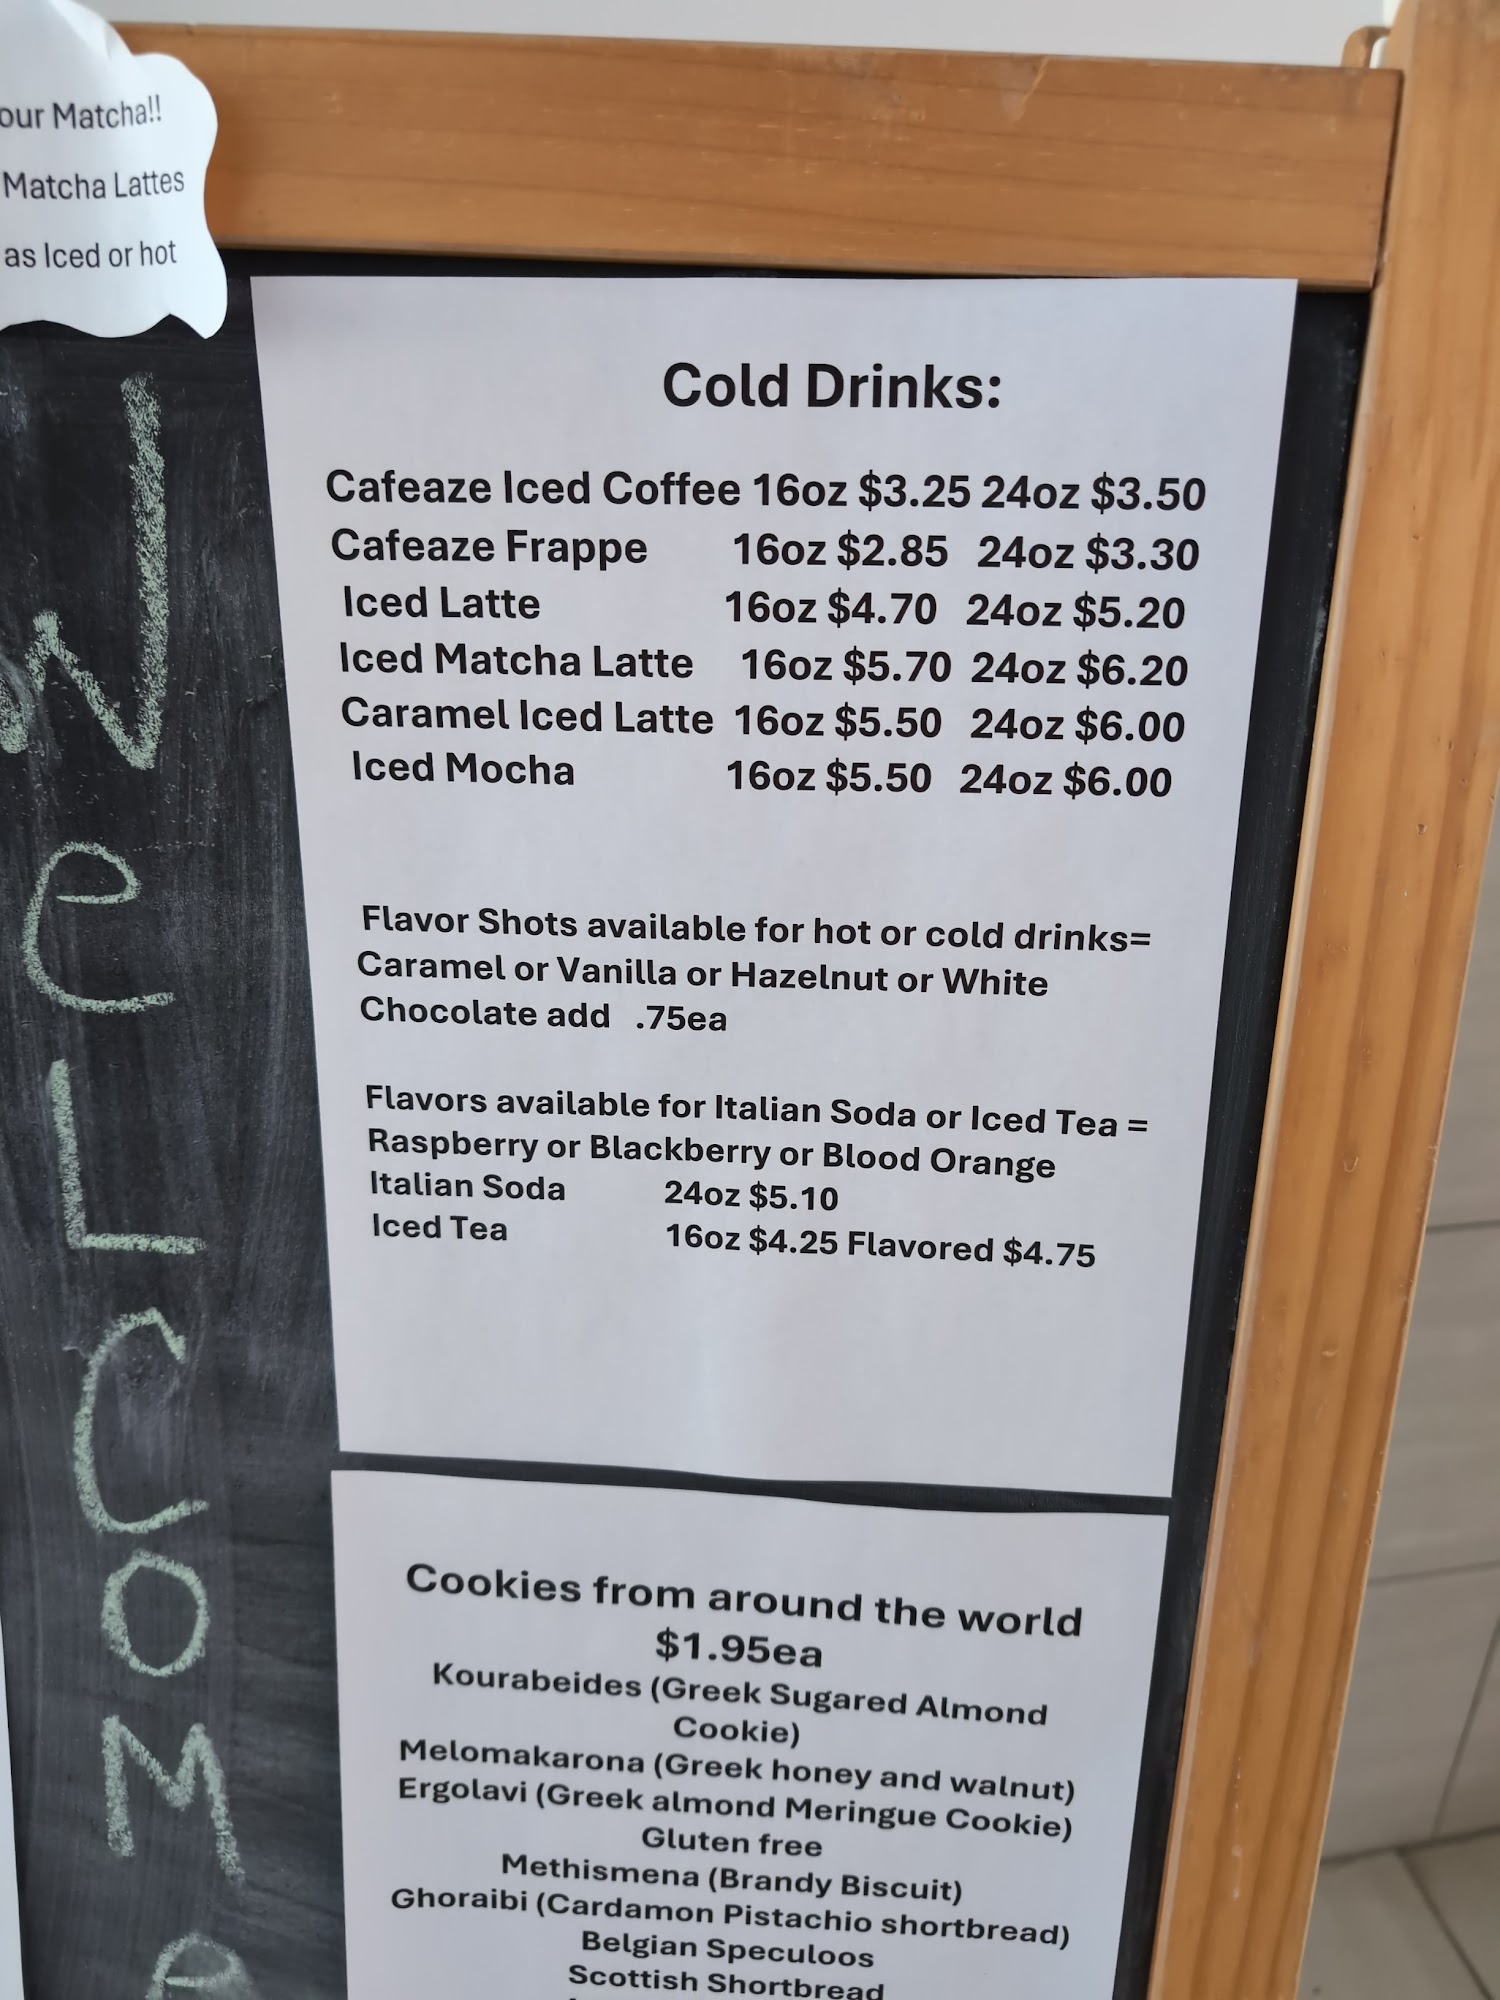 our Matcha!!
Matcha Lattes
as Iced or hot
WeLCOMe
Cold Drinks:
Cafeaze Iced Coffee 16oz $3.25 24oz $3.50
Cafeaze Frappe 16oz $2.85 24oz $3.30
Iced Latte 16oz $4.70 24oz $5.20
Iced Matcha Latte 16oz $5.70 24oz $6.20
Caramel Iced Latte 16oz $5.50 24oz $6.00
Iced Mocha 16oz $5.50 24oz $6.00
Flavor Shots available for hot or cold drinks=
Caramel or Vanilla or Hazelnut or White
Chocolate add .75ea
Flavors available for Italian Soda or Iced Tea =
Raspberry or Blackberry or Blood Orange
Italian Soda 24oz $5.10
Iced Tea 16oz $4.25 Flavored $4.75
Cookies from around the world
$1.95ea
Kourabeides (Greek Sugared Almond
Cookie)
Melomakarona (Greek honey and walnut)
Ergolavi (Greek almond Meringue Cookie)
Gluten free
Methismena (Brandy Biscuit)
Ghoraibi (Cardamon Pistachio shortbread)
Belgian Speculoos
Scottish Shortbread